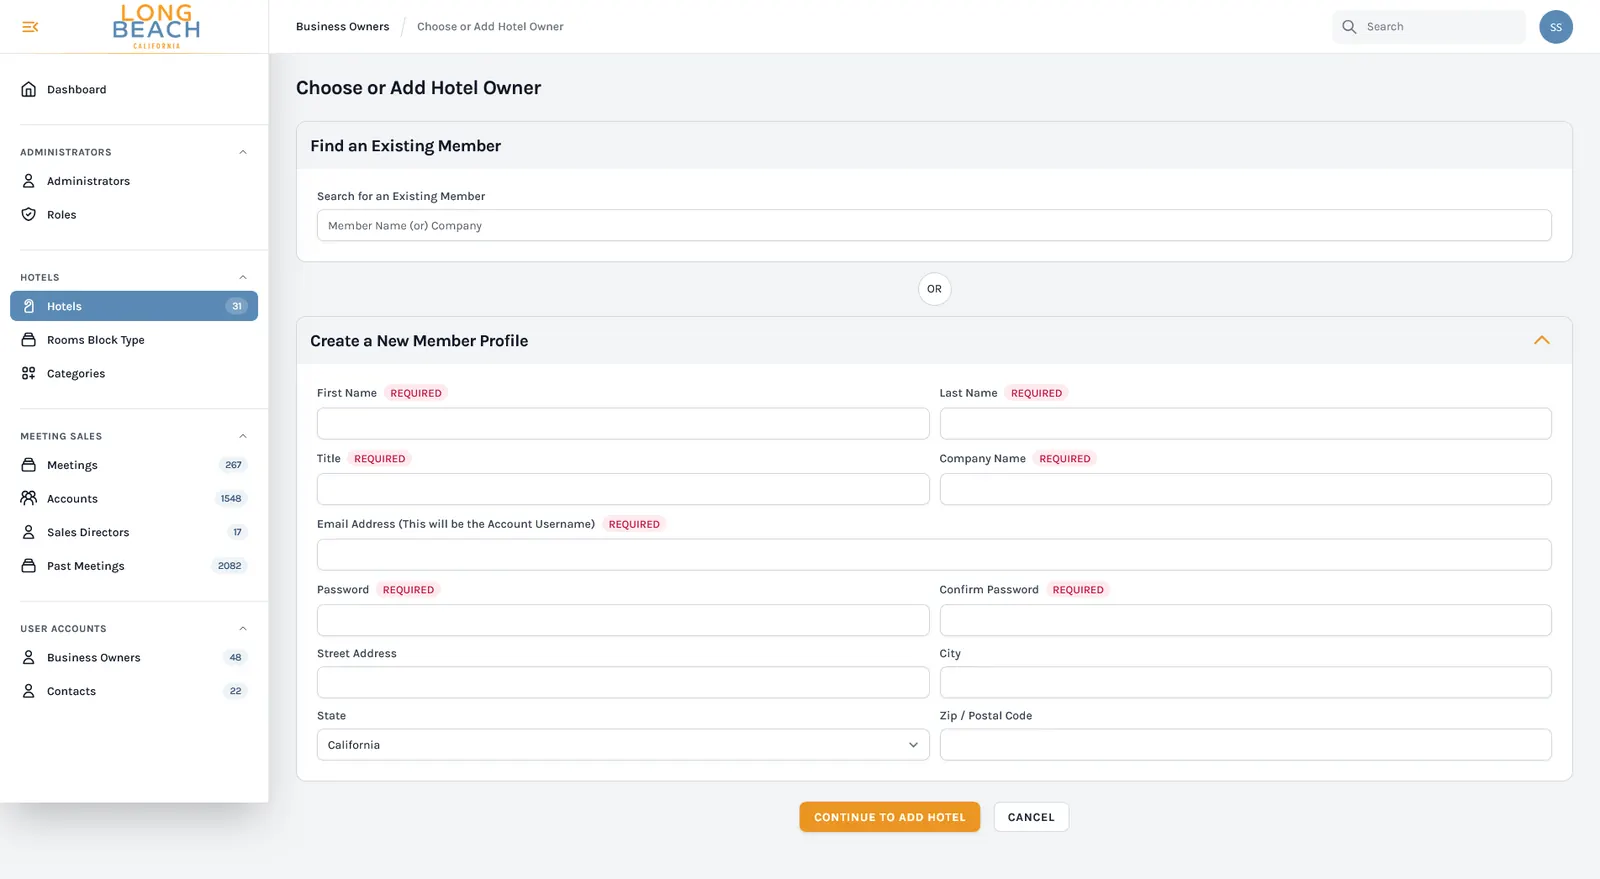 LONG
BEACH
CALIFORNIA
Business Owners / Choose or Add Hotel Owner
Search
SS
Dashboard
ADMINISTRATORS
Administrators
Roles
HOTELS
Hotels 31
Rooms Block Type
Categories
MEETING SALES
Meetings 267
Accounts 1548
Sales Directors 17
Past Meetings 2082
USER ACCOUNTS
Business Owners 48
Contacts 22
Choose or Add Hotel Owner
Find an Existing Member
Search for an Existing Member
Member Name (or) Company
OR
Create a New Member Profile
First Name REQUIRED
Last Name REQUIRED
Title REQUIRED
Company Name REQUIRED
Email Address (This will be the Account Username) REQUIRED
Password REQUIRED
Confirm Password REQUIRED
Street Address
City
State
California
Zip / Postal Code
CONTINUE TO ADD HOTEL
CANCEL